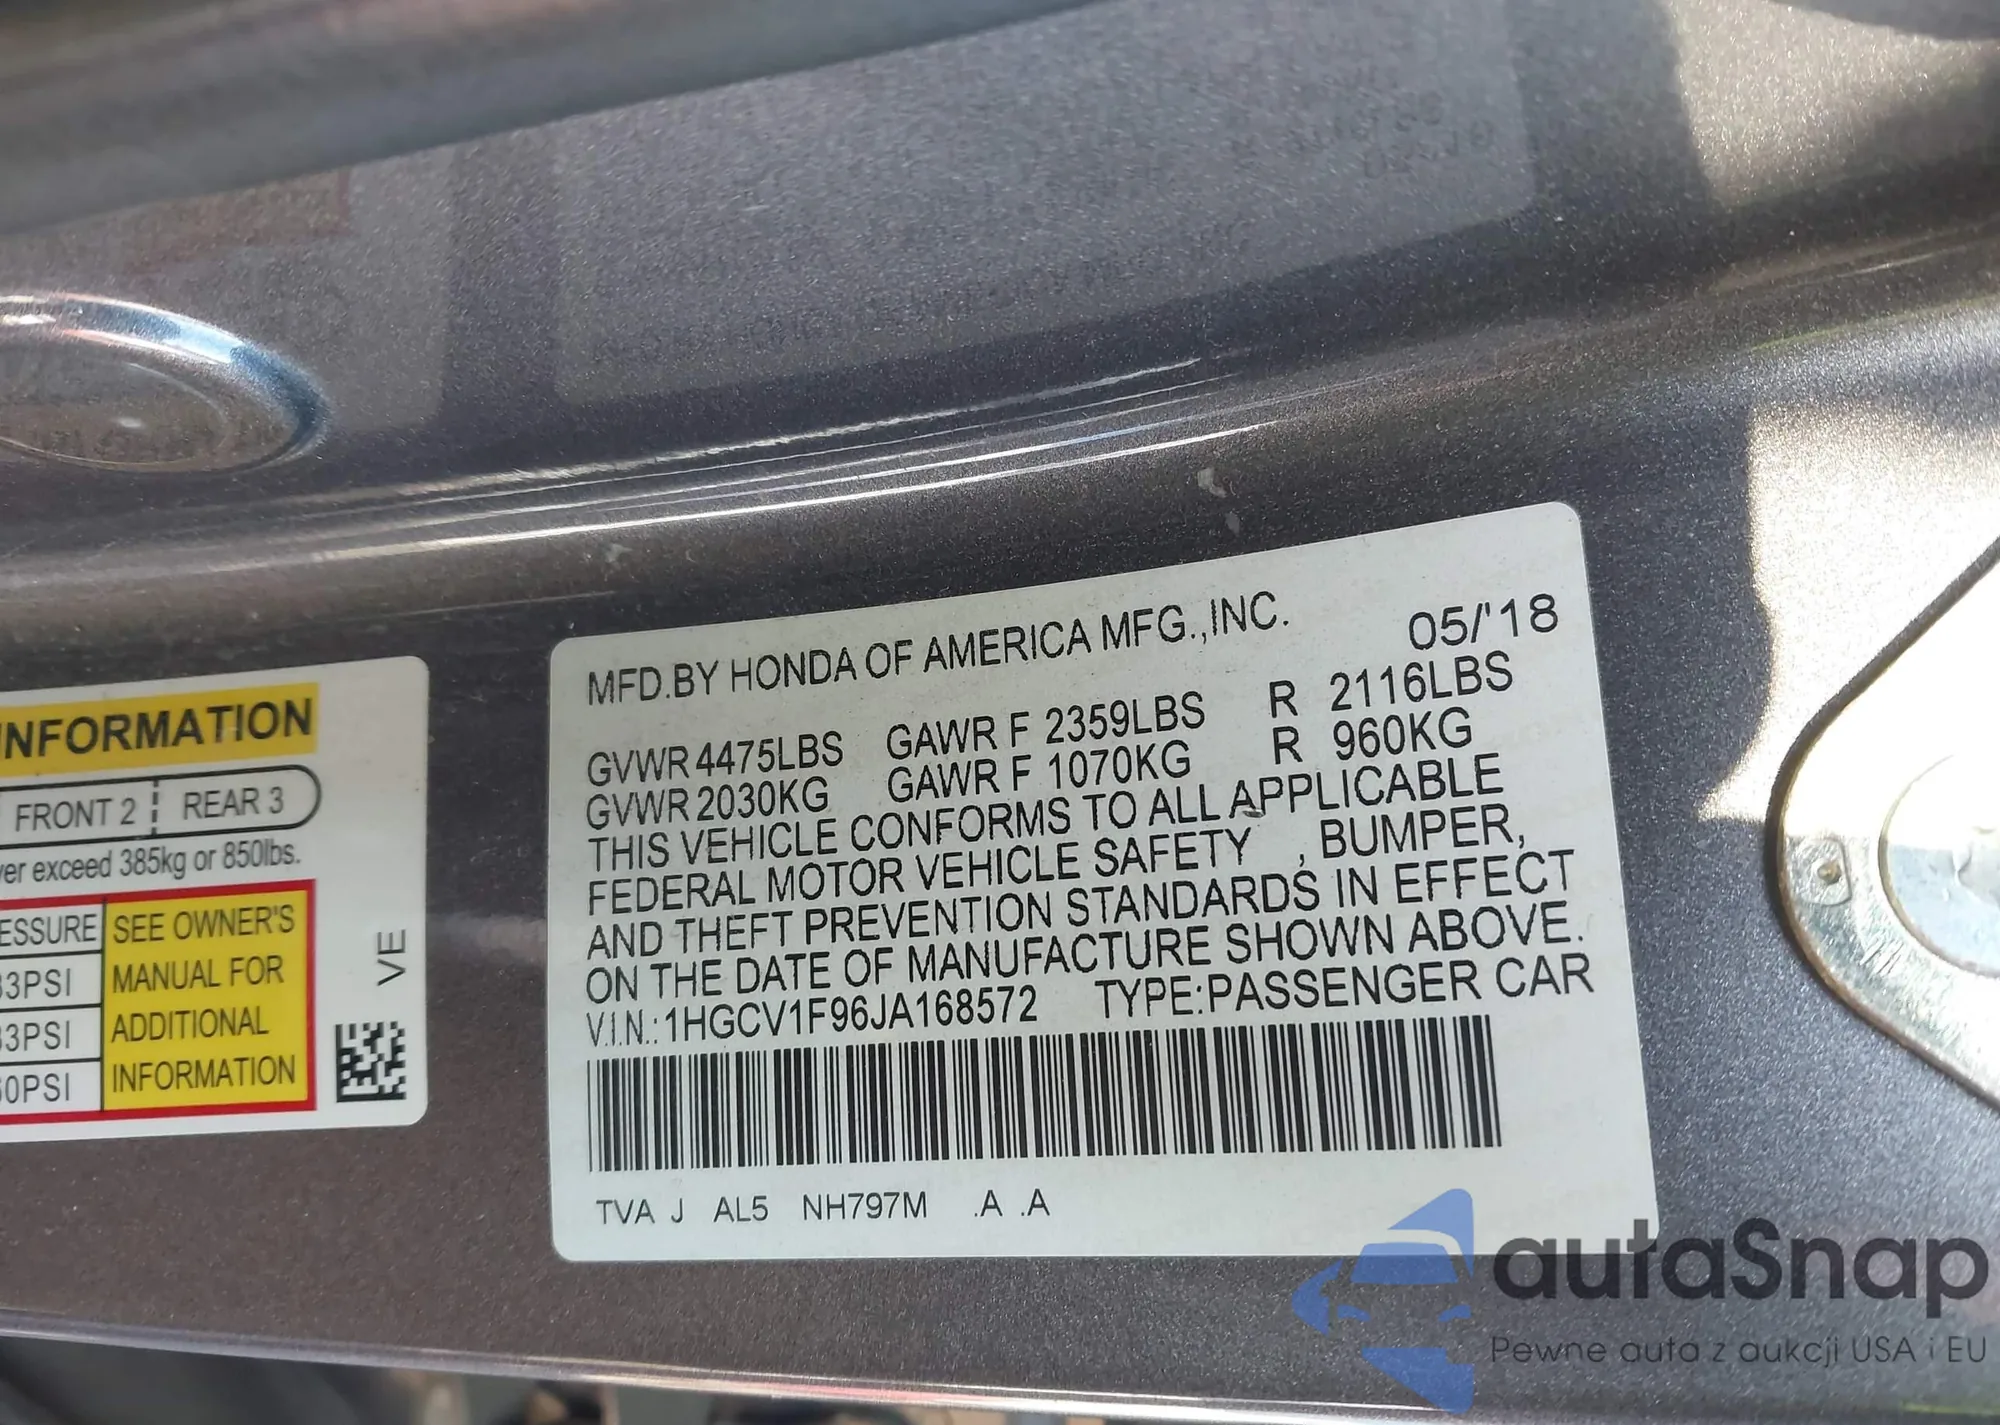 INFORMATION
FRONT 2 REAR 3
ver exceed 385kg or 850lbs.
ESSURE
33PSI
33PSI
60PSI
SEE OWNER'S
MANUAL FOR
ADDITIONAL
INFORMATION
VE
MFD.BY HONDA OF AMERICA MFG.,INC. 05/'18
GVWR 4475LBS GAWR F 2359LBS R 2116LBS
GVWR 2030KG GAWR F 1070KG R 960KG
THIS VEHICLE CONFORMS TO ALL APPLICABLE
FEDERAL MOTOR VEHICLE SAFETY , BUMPER,
AND THEFT PREVENTION STANDARDS IN EFFECT
ON THE DATE OF MANUFACTURE SHOWN ABOVE.
V.I.N.: 1HGCV1F96JA168572 TYPE:PASSENGER CAR
TVA J AL5 NH797M .A .A
autaSnap
Pewne auta z aukcji USA i EU